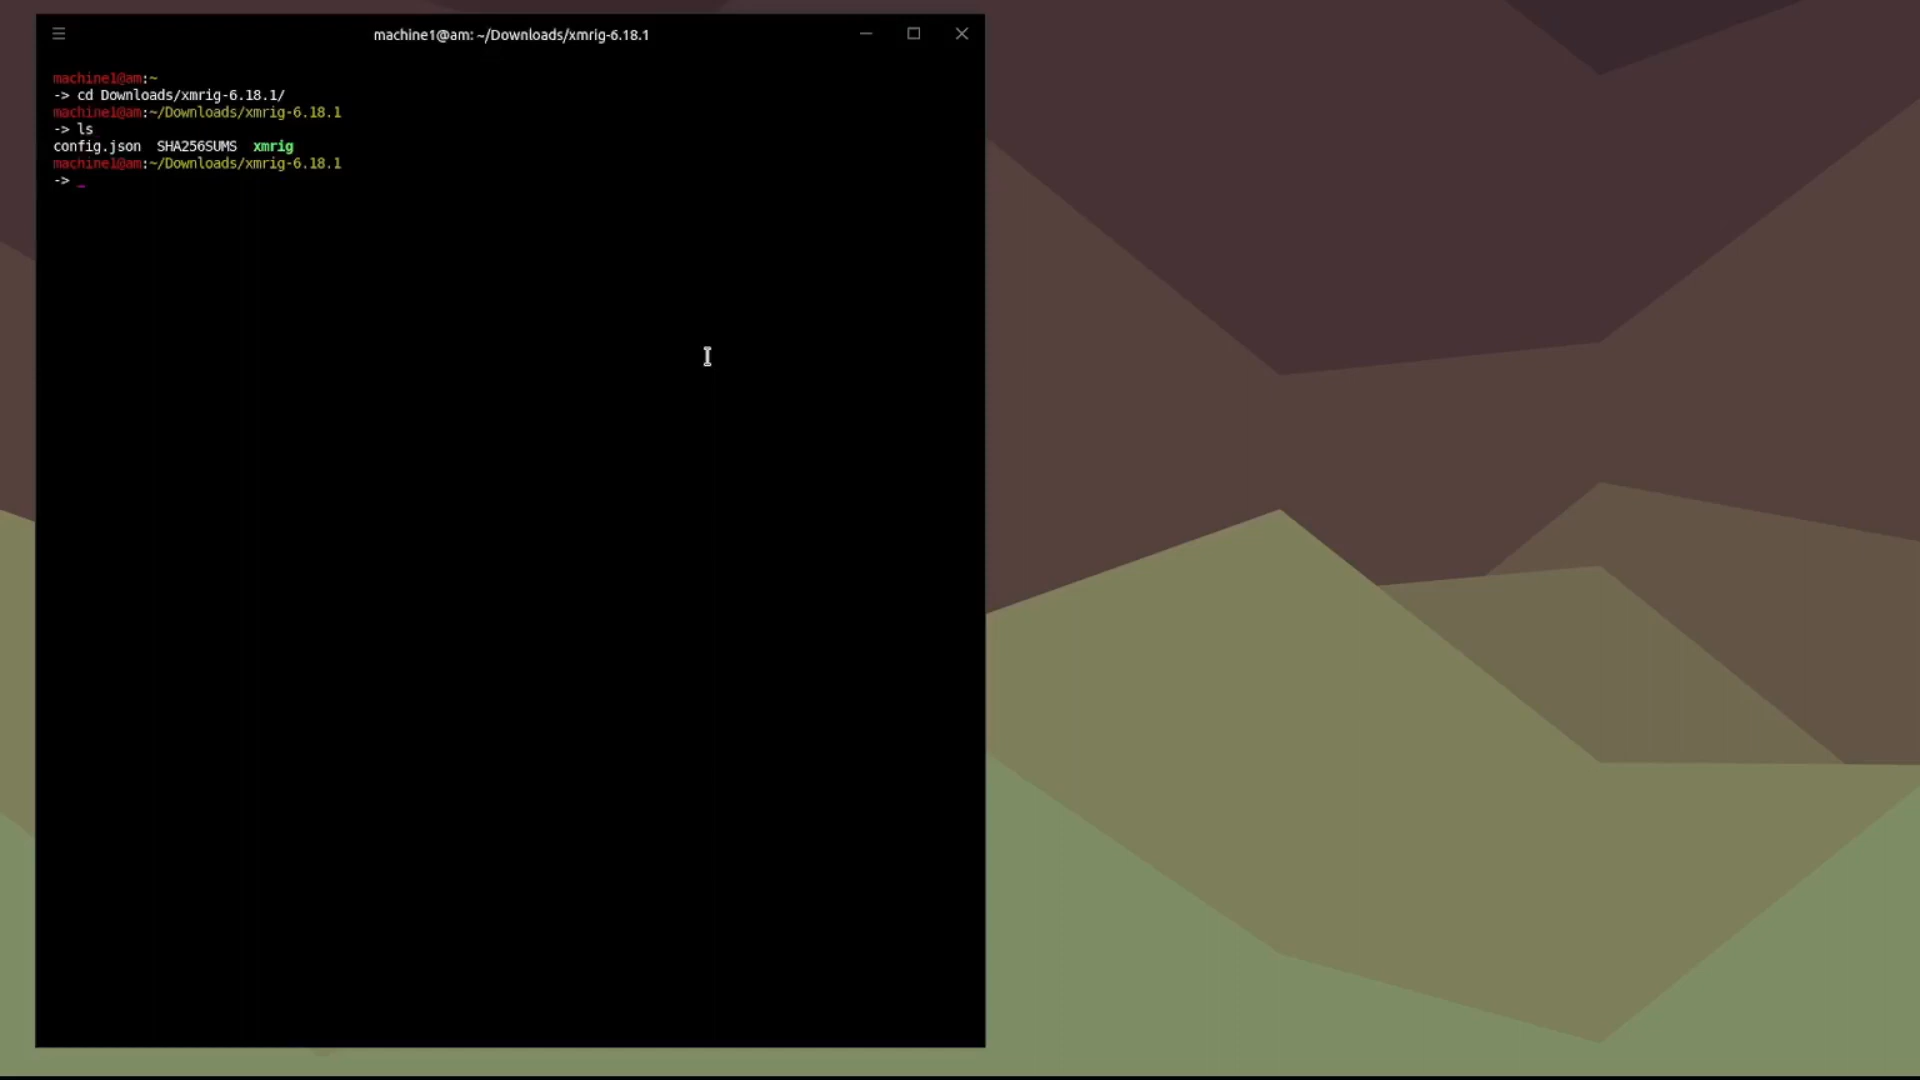 machine1@am: ~/Downloads/xmrig-6.18.1
machine1@am:~
-> cd Downloads/xmrig-6.18.1/
machine1@am:~/Downloads/xmrig-6.18.1
-> ls
config.json  SHA256SUMS  xmrig
machine1@am:~/Downloads/xmrig-6.18.1
-> _